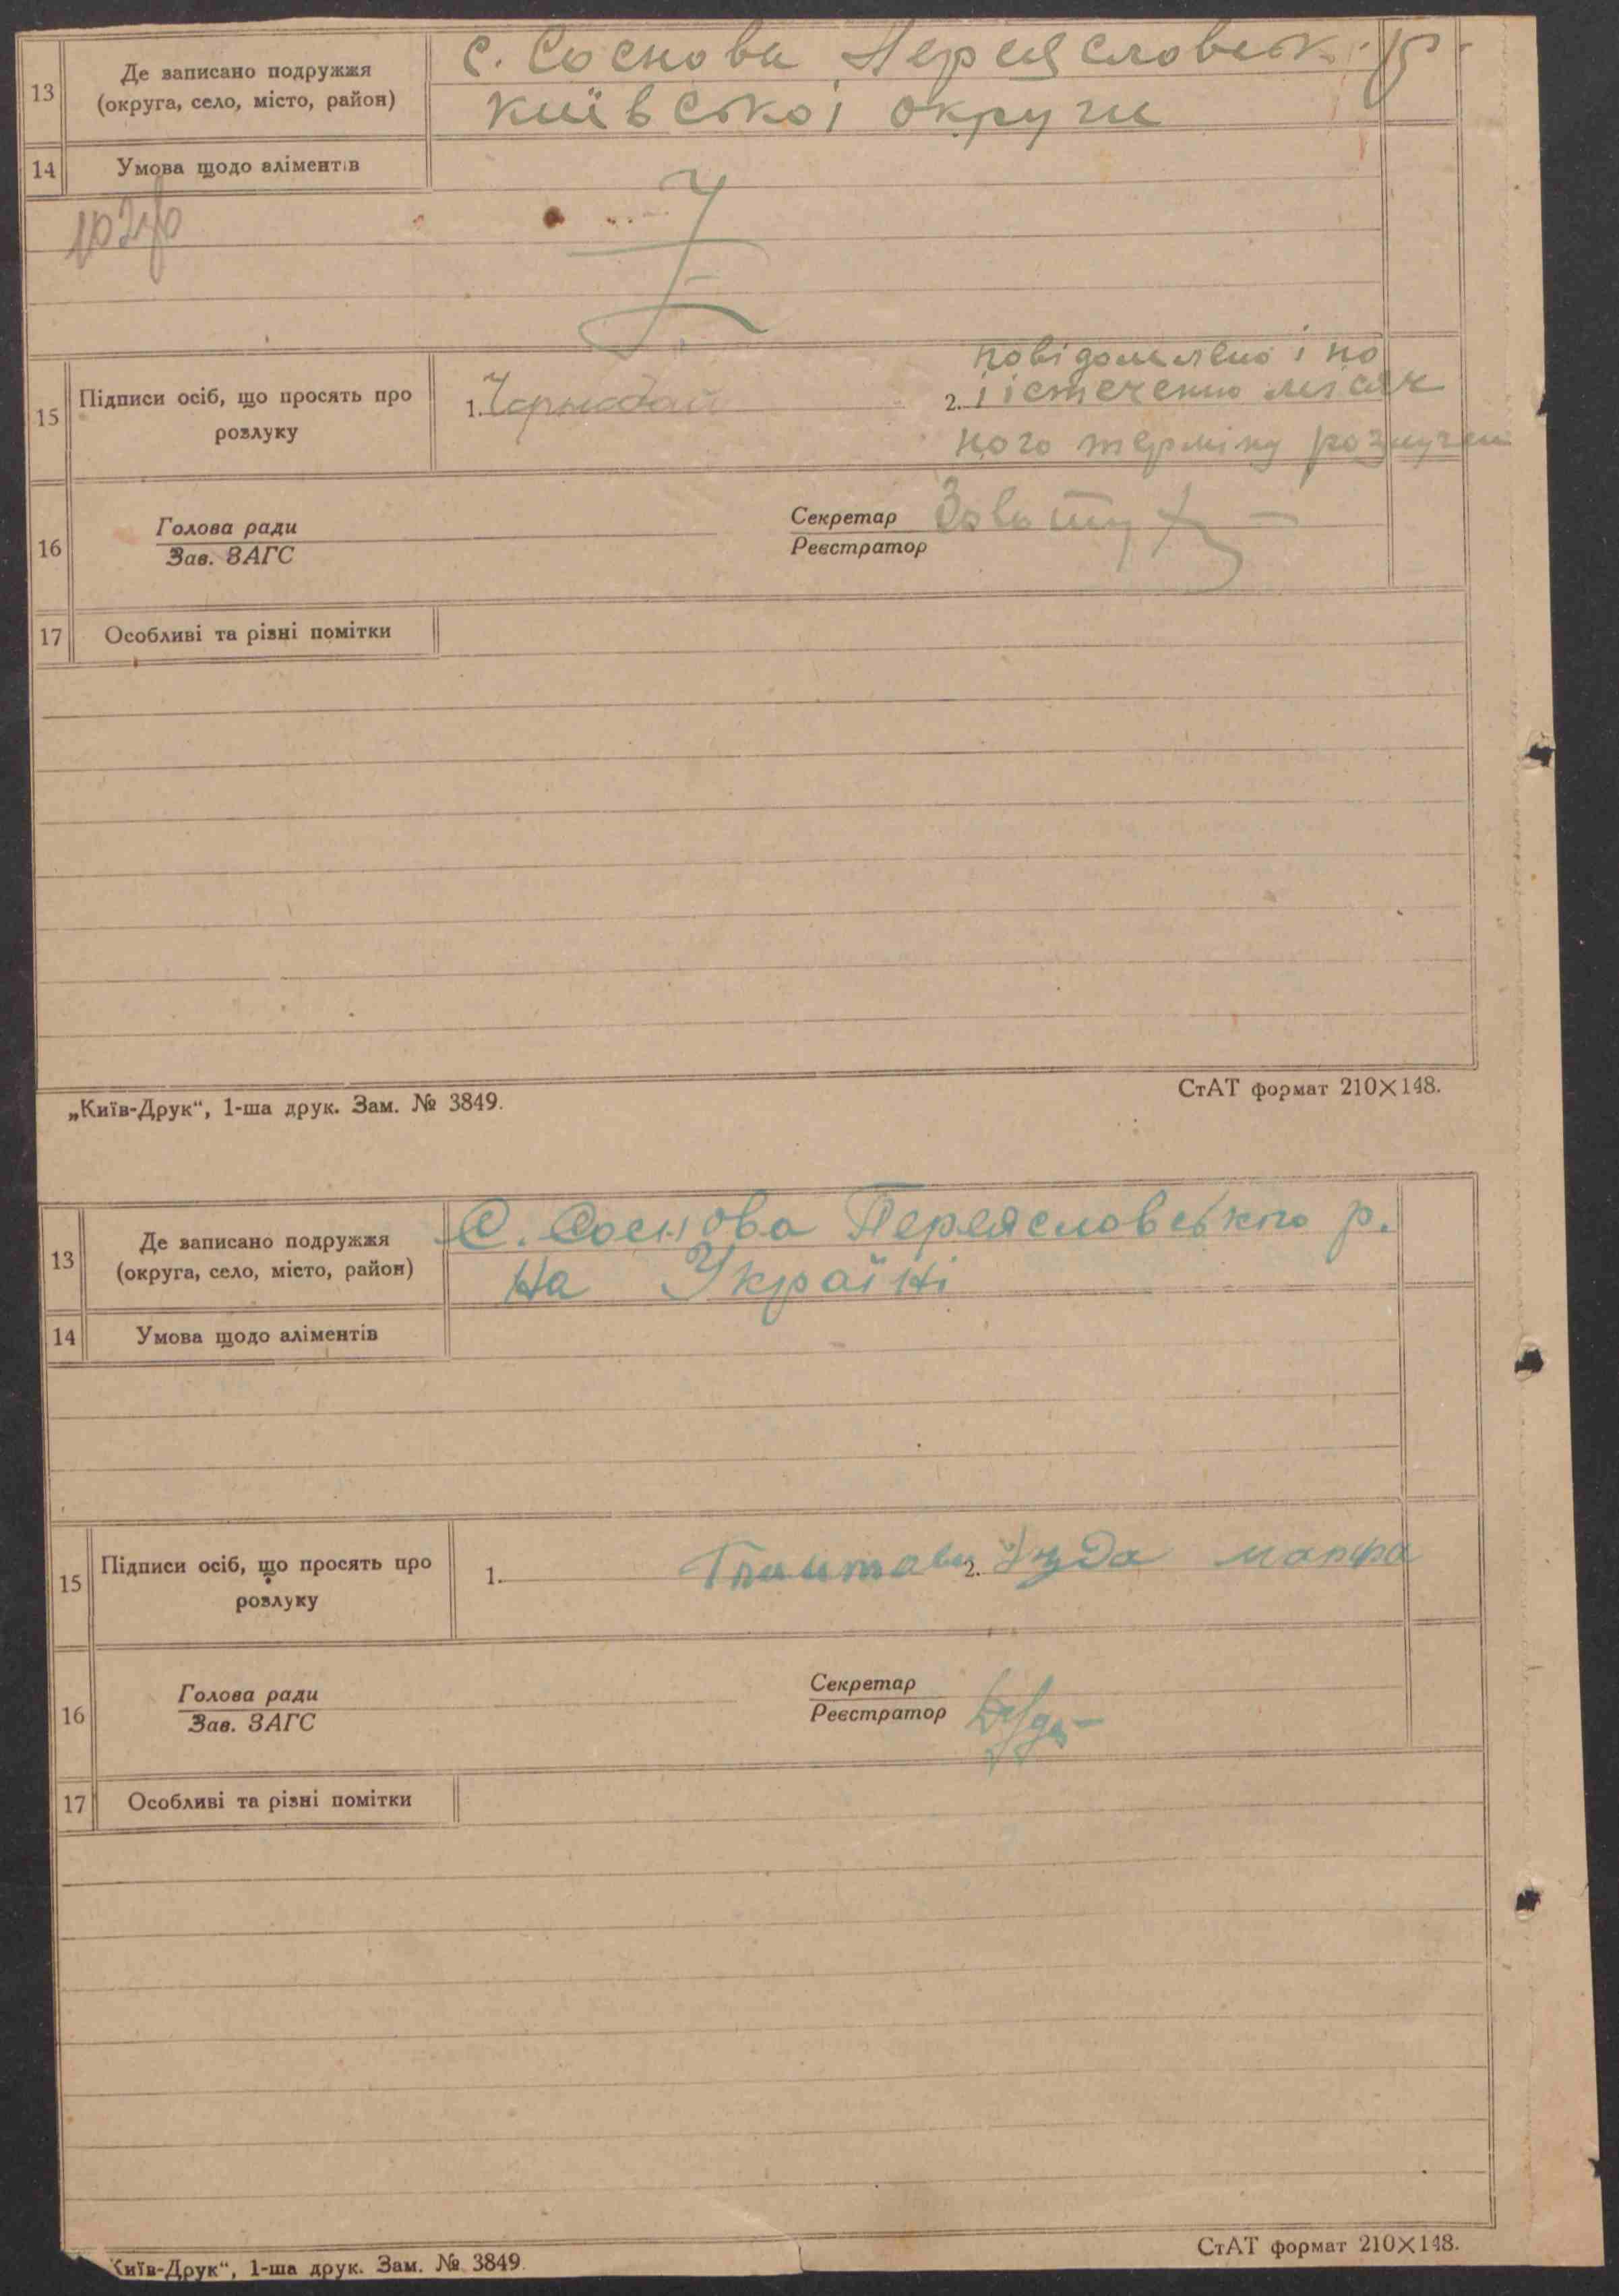 13 Де записано подружжя (округа, село, місто, район) с. Соснова Переясловськ. р.
Київської округи
14 Умова щодо аліментів
повідомлено і по
15 Підписи осіб, що просять про розлуку 1. 2. істеченню місяч
ного терміну розлучені
16 Голова ради Секретар
Зав. ЗАГС Реєстратор
17 Особливі та різні помітки
„Київ-Друк“, 1-ша друк. Зам. № 3849. СтАТ формат 210×148.
13 Де записано подружжя (округа, село, місто, район) С. Соснова Переясловського р.
На Україні
14 Умова щодо аліментів
15 Підписи осіб, що просять про розлуку 1. 2. Узда марфа
16 Голова ради Секретар
Зав. ЗАГС Реєстратор
17 Особливі та різні помітки
Київ-Друк“, 1-ша друк. Зам. № 3849. СтАТ формат 210×148.